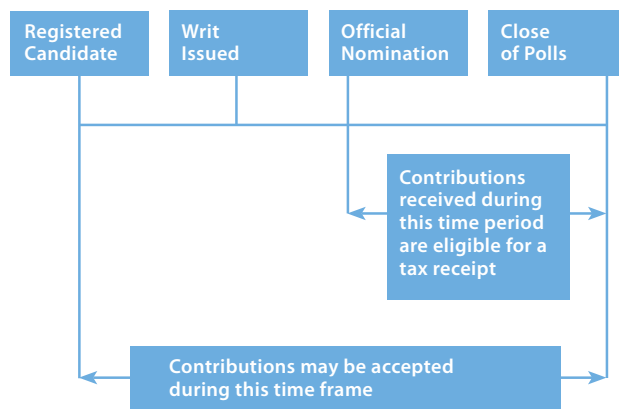 Registered
Candidate
Writ
Issued
Official
Nomination
Close
of Polls
Contributions
received during
this time period
are eligible for a
tax receipt
Contributions may be accepted
during this time frame